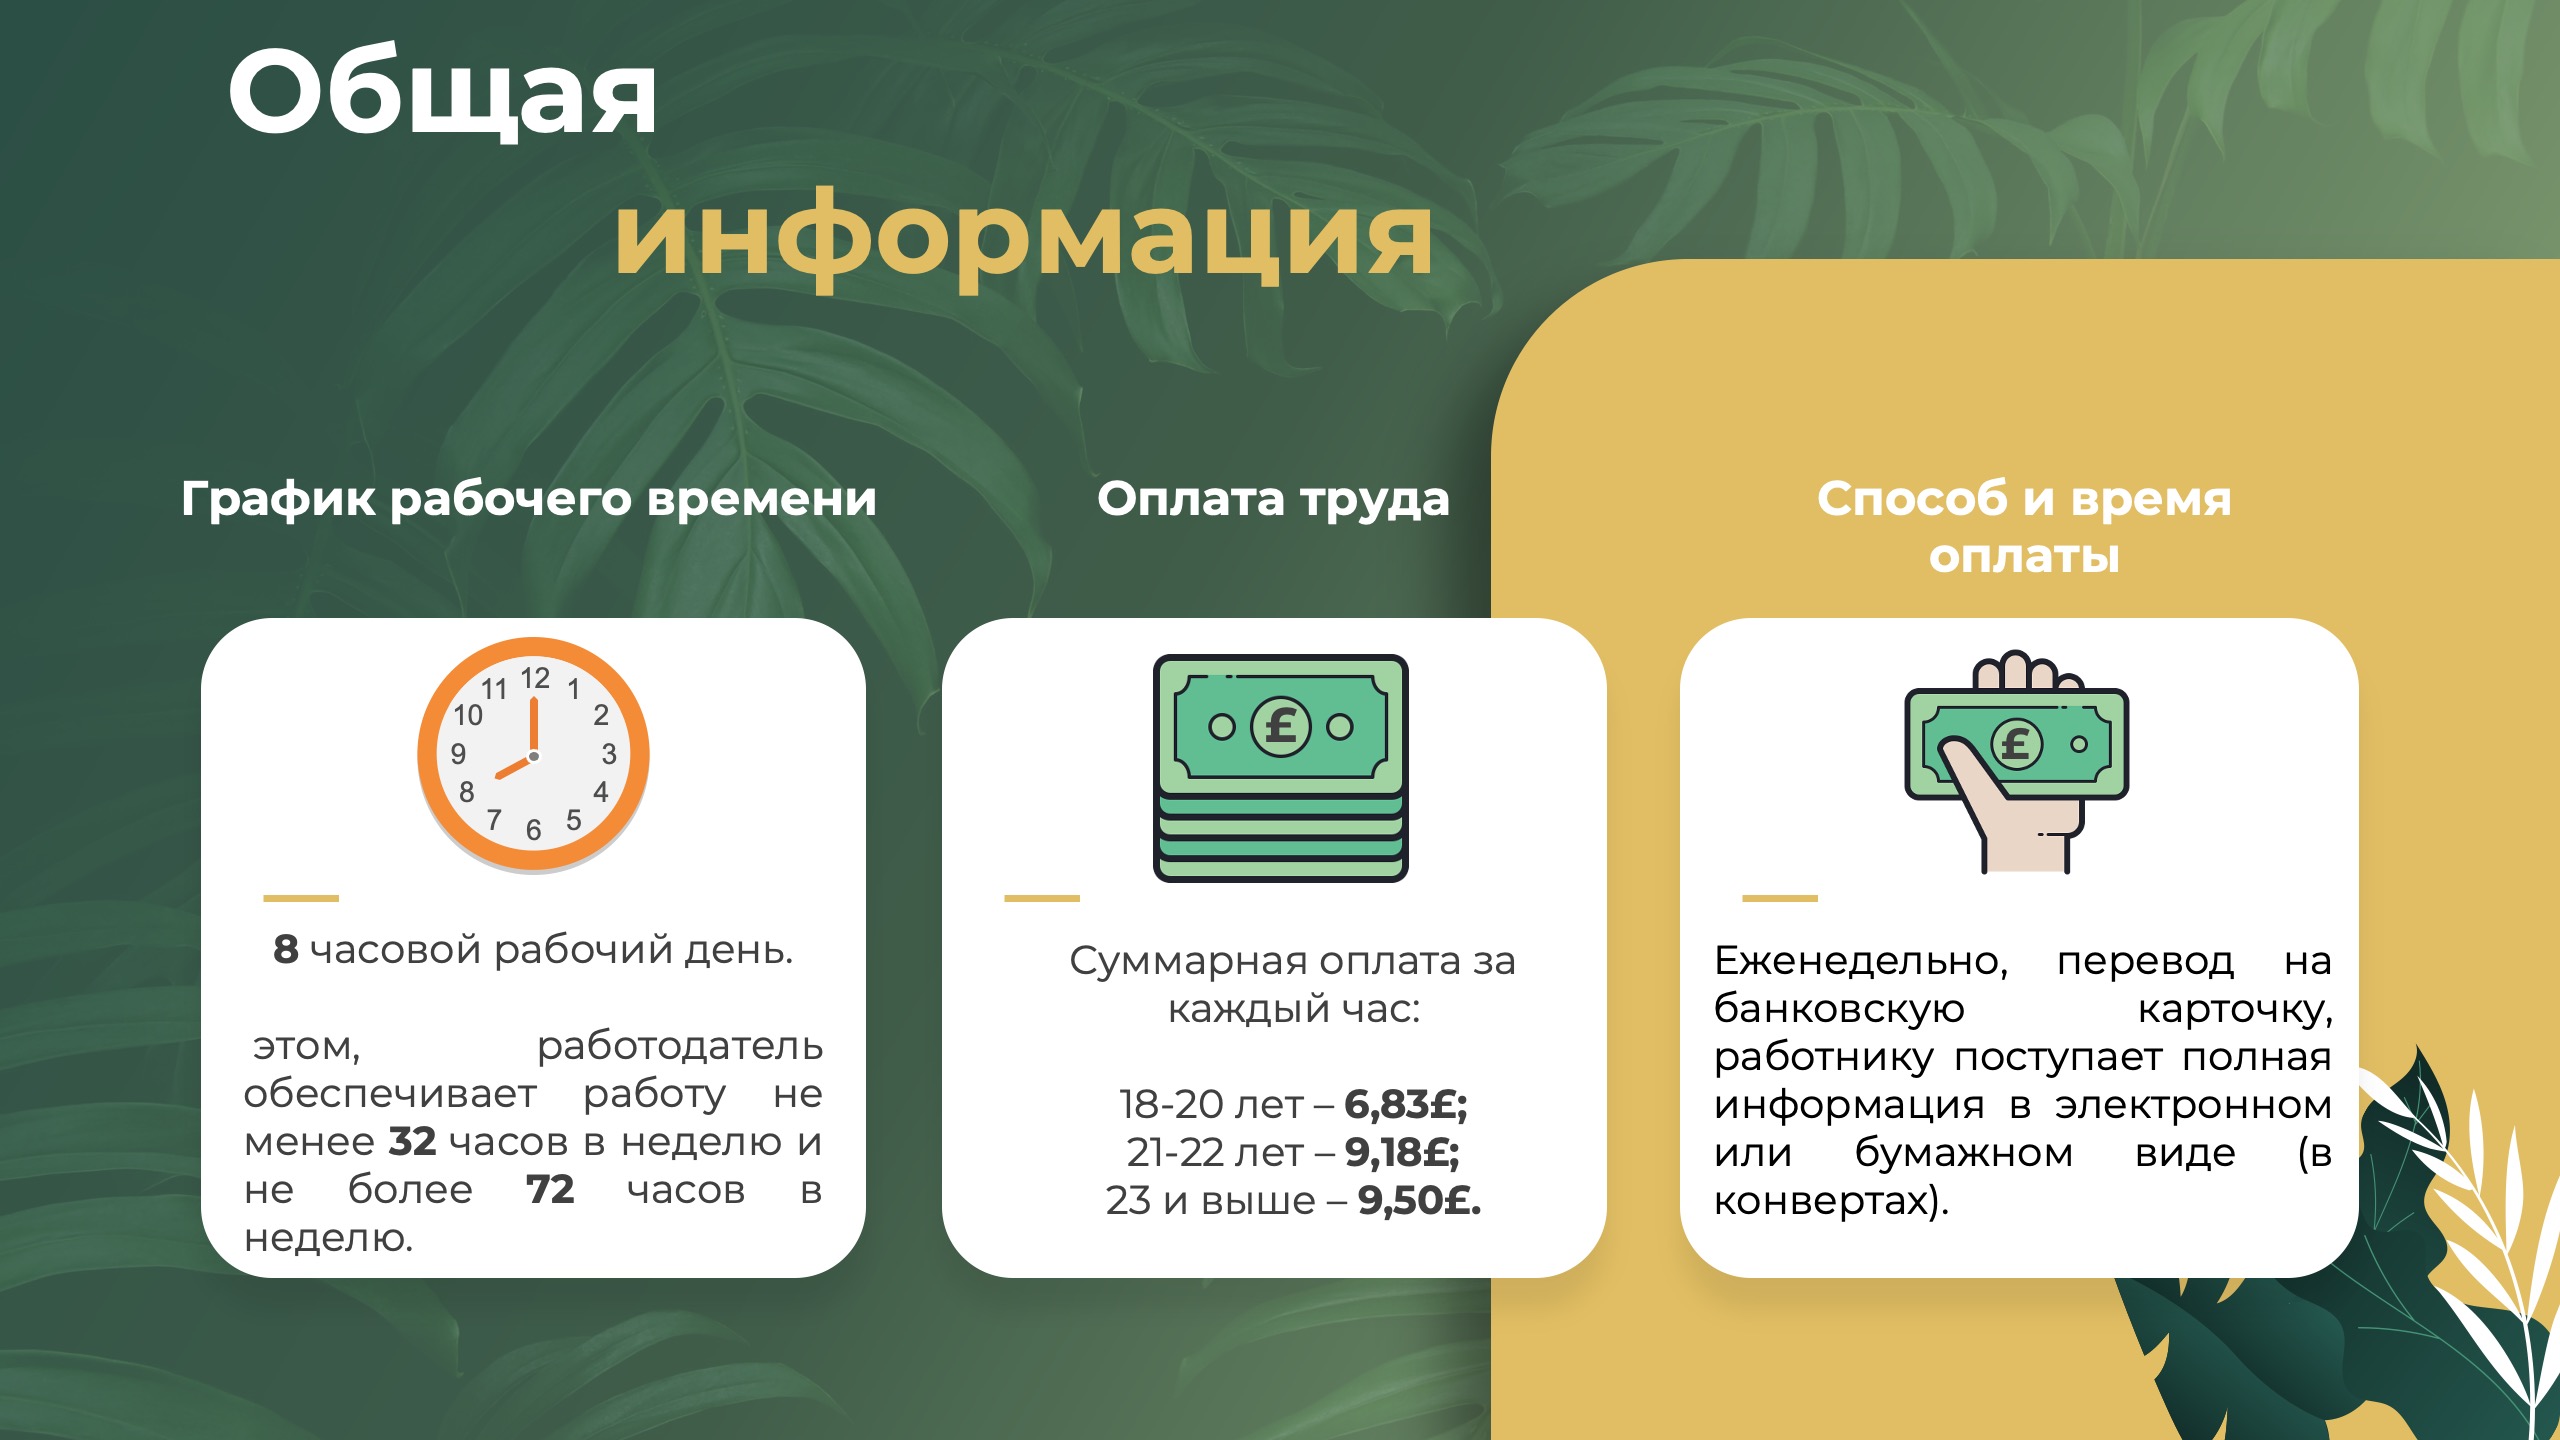 Общая
информация
График рабочего времени
Оплата труда
Способ и время
оплаты
12
11
1
10
2
9
3
8
4
7
5
6
£
£
8 часовой рабочий день.
этом, работодатель
обеспечивает работу не
менее 32 часов в неделю и
не более 72 часов в
неделю.
Суммарная оплата за
каждый час:
18-20 лет – 6,83£;
21-22 лет – 9,18£;
23 и выше – 9,50£.
Еженедельно, перевод на
банковскую карточку,
работнику поступает полная
информация в электронном
или бумажном виде (в
конвертах).